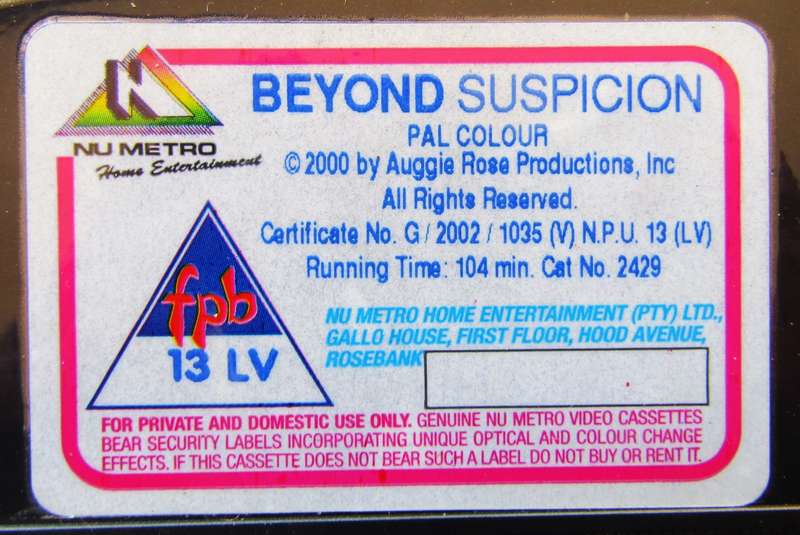 NU METRO
Home Entertainment
BEYOND SUSPICION
PAL COLOUR
© 2000 by Auggie Rose Productions, Inc
All Rights Reserved.
Certificate No. G / 2002 / 1035 (V) N.P.U. 13 (LV)
Running Time: 104 min. Cat No. 2429
fpb
13 LV
NU METRO HOME ENTERTAINMENT (PTY) LTD.,
GALLO HOUSE, FIRST FLOOR, HOOD AVENUE,
ROSEBANK
FOR PRIVATE AND DOMESTIC USE ONLY. GENUINE NU METRO VIDEO CASSETTES
BEAR SECURITY LABELS INCORPORATING UNIQUE OPTICAL AND COLOUR CHANGE
EFFECTS. IF THIS CASSETTE DOES NOT BEAR SUCH A LABEL DO NOT BUY OR RENT IT.